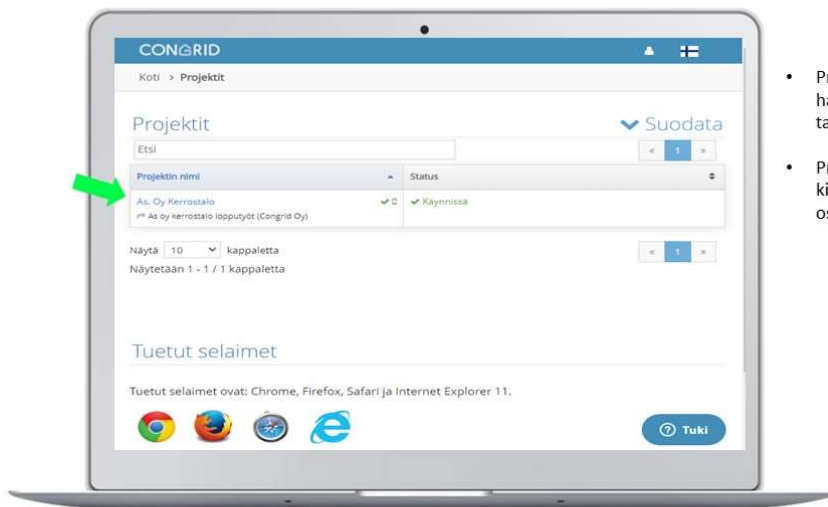 CONGRID
Koti > Projektit
Projektit
Suodata
Etsi
« 1 »
Projektin nimi
Status
As. Oy Kerrostalo
Käynnissä
As oy kerrostalo lopputyöt (Congrid Oy)
Näytä 10 kappaletta
« 1 »
Näytetään 1 - 1 / 1 kappaletta
Tuetut selaimet
Tuetut selaimet ovat: Chrome, Firefox, Safari ja Internet Explorer 11.
Tuki